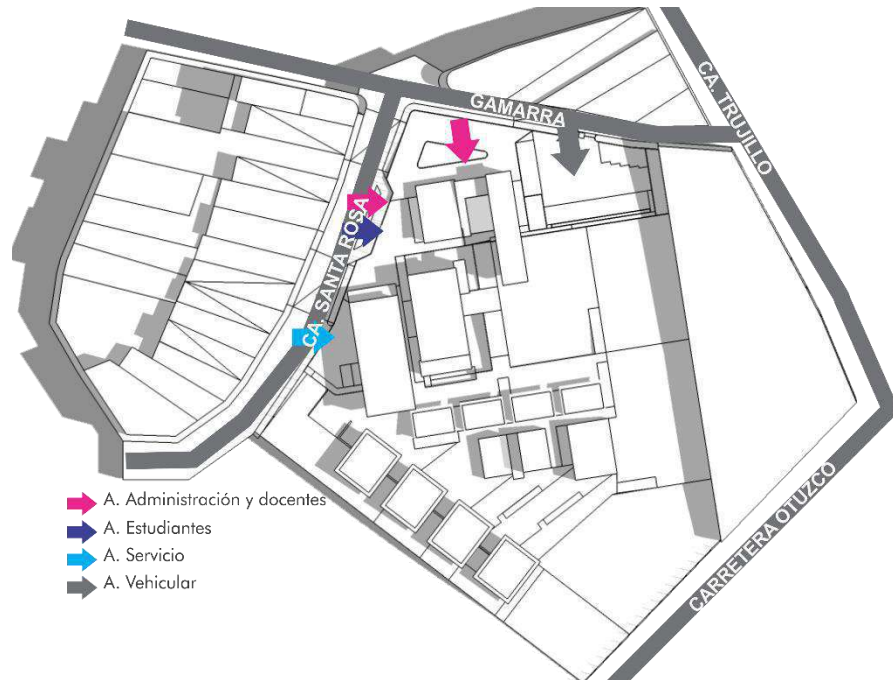 GAMARRA
CA. TRUJILLO
CA. SANTA ROSA
A. Administración y docentes
A. Estudiantes
A. Servicio
A. Vehicular
CARRETERA OTUZCO